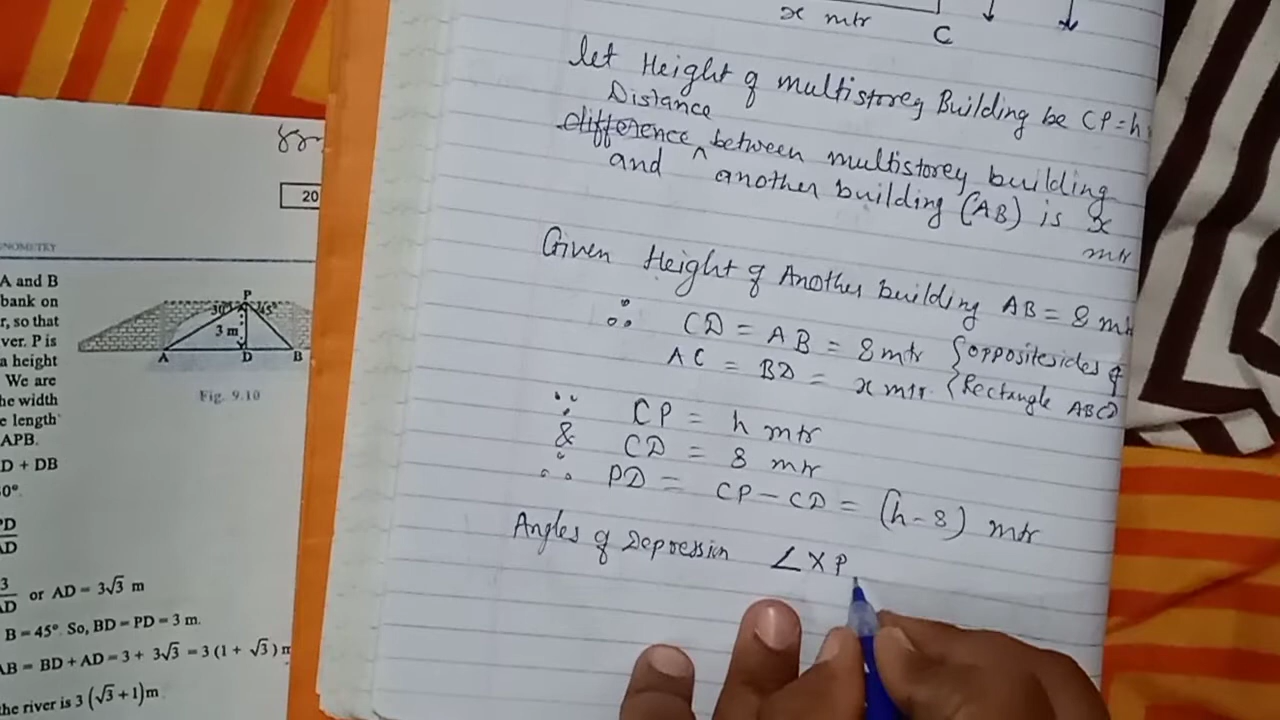 x mtr
C
let Height of multistorey Building be CP = h
Distance
difference ^ between multistorey building
and another building (AB) is x
mtr
Given Height of Another building AB = 8 mtr
∴ CD = AB = 8 mtr {opposite sides of
AC = BD = x mtr. {Rectangle ABCD
∵ CP = h mtr
& CD = 8 mtr
∴ PD = CP - CD = (h - 8) mtr
Angles of Depression ∠XP
20
A and B
bank on
r, so that
ver. P is
a height
We are
he width
e length
APB.
D + DB
0°.
PD
AD
3
AD or AD = 3√3 m
B = 45°. So, BD = PD = 3 m.
AB = BD + AD = 3 + 3√3 = 3 (1 + √3) m
the river is 3 (√3 + 1) m
P
30° 45°
3 m
A D B
Fig. 9.10